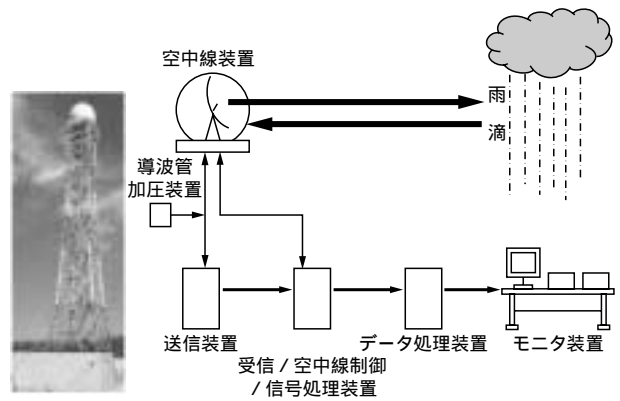 空中線装置
雨
滴
導波管
加圧装置
送信装置
データ処理装置
モニタ装置
受信 / 空中線制御
/ 信号処理装置